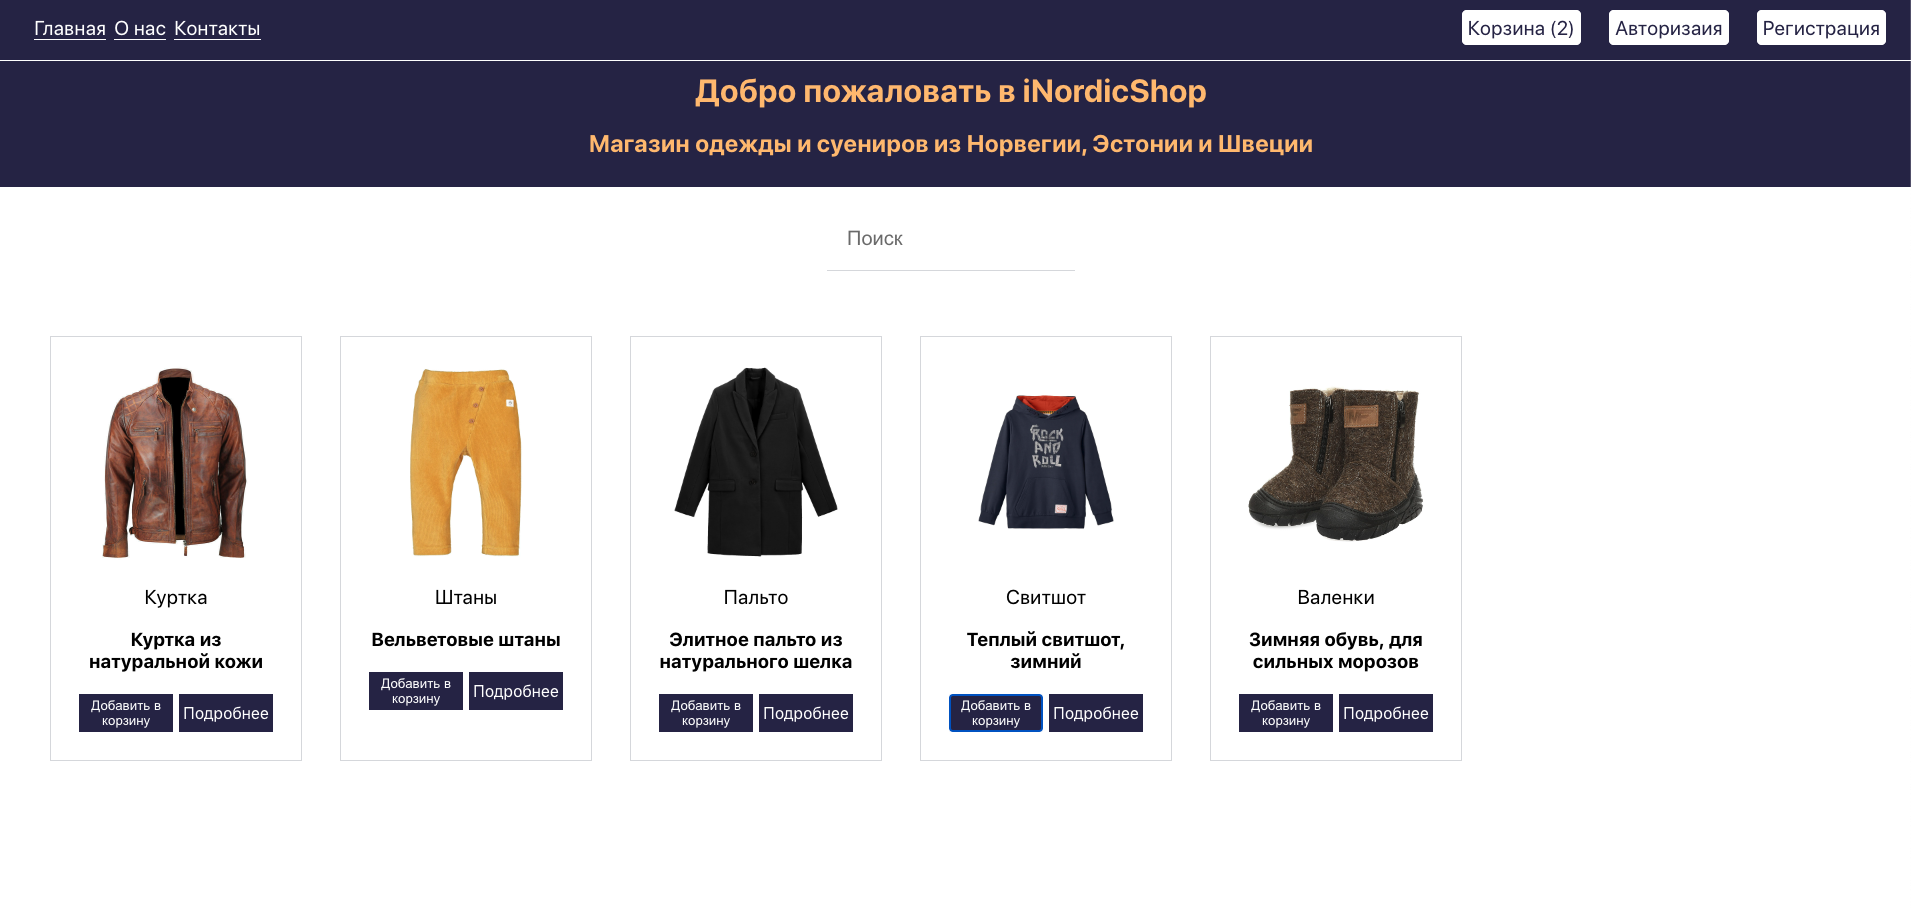 Главная О нас Контакты
Корзина (2) Авторизаия Регистрация
Добро пожаловать в iNordicShop
Магазин одежды и суениров из Норвегии, Эстонии и Швеции
Поиск
ROCK
AND
ROLL
Куртка
Куртка из
натуральной кожи
Добавить в
корзину
Подробнее
Штаны
Вельветовые штаны
Добавить в
корзину
Подробнее
Пальто
Элитное пальто из
натурального шелка
Добавить в
корзину
Подробнее
Свитшот
Теплый свитшот,
зимний
Добавить в
корзину
Подробнее
Валенки
Зимняя обувь, для
сильных морозов
Добавить в
корзину
Подробнее